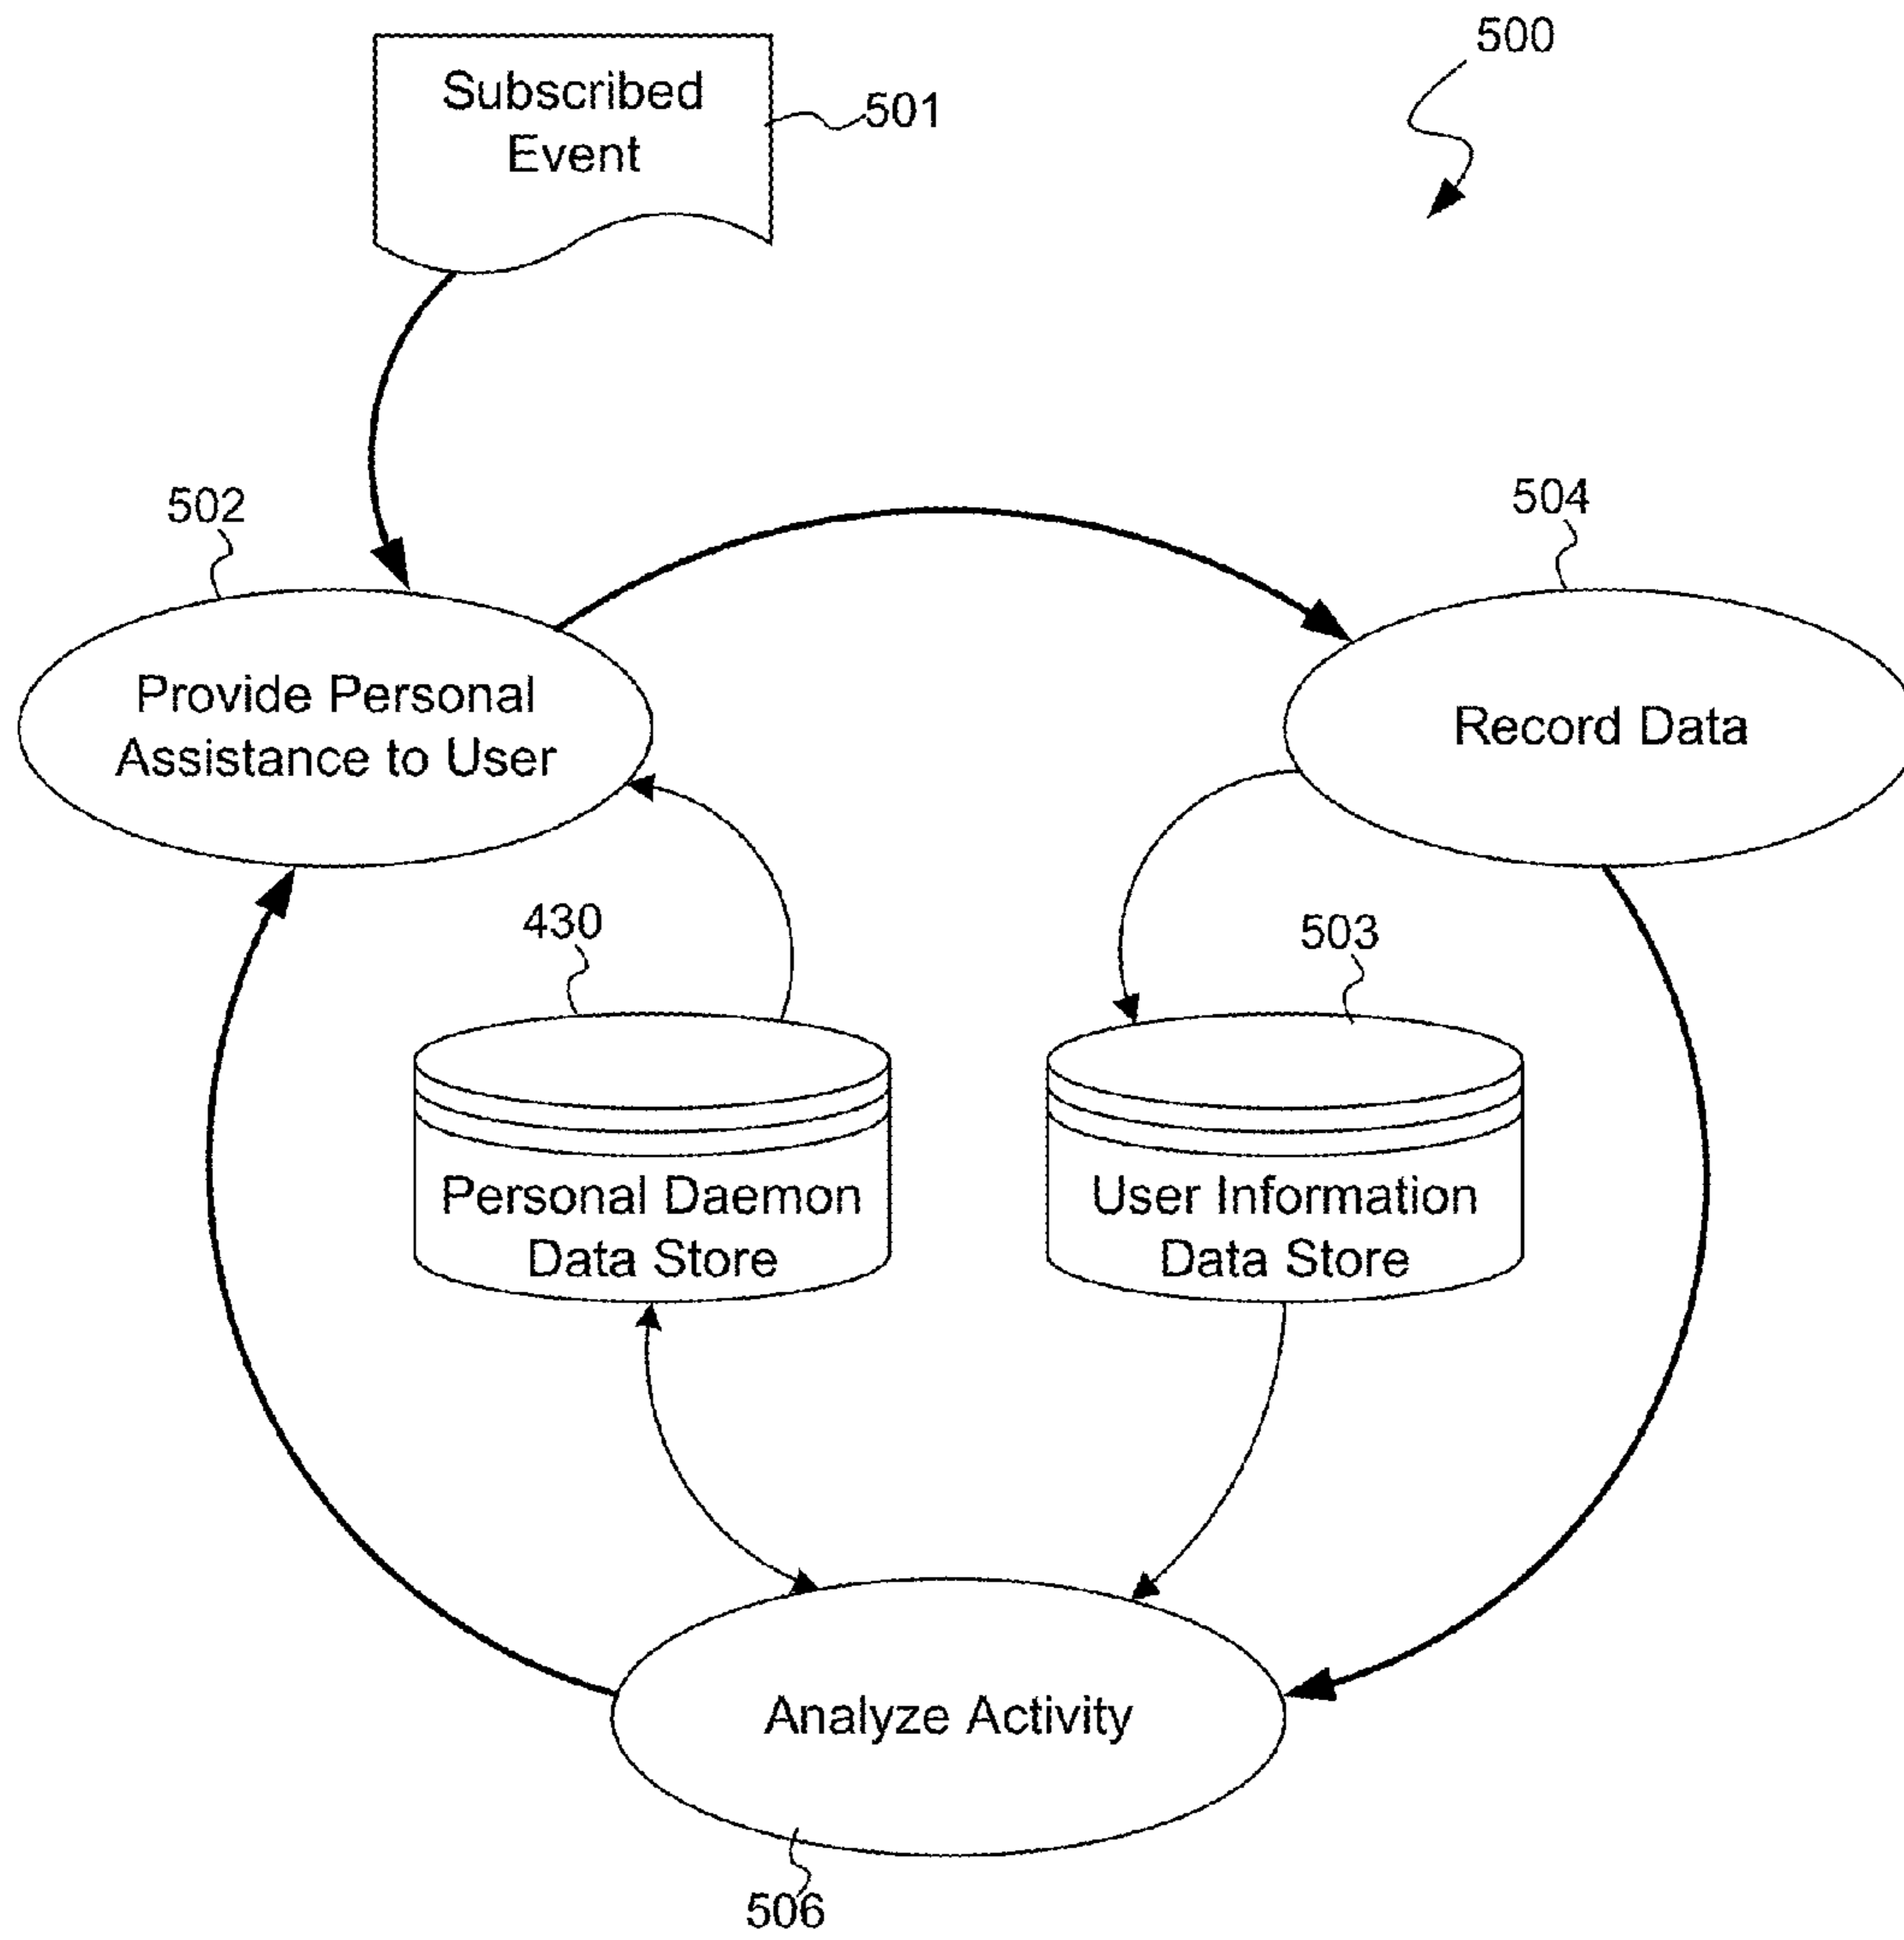 500
Subscribed
Event
501
502
504
Provide Personal
Assistance to User
Record Data
430
503
Personal Daemon
Data Store
User Information
Data Store
Analyze Activity
506